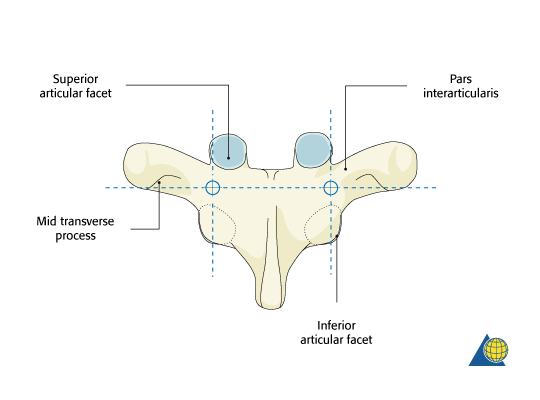 Superior
articular facet
Pars
interarticularis
Mid transverse
process
Inferior
articular facet